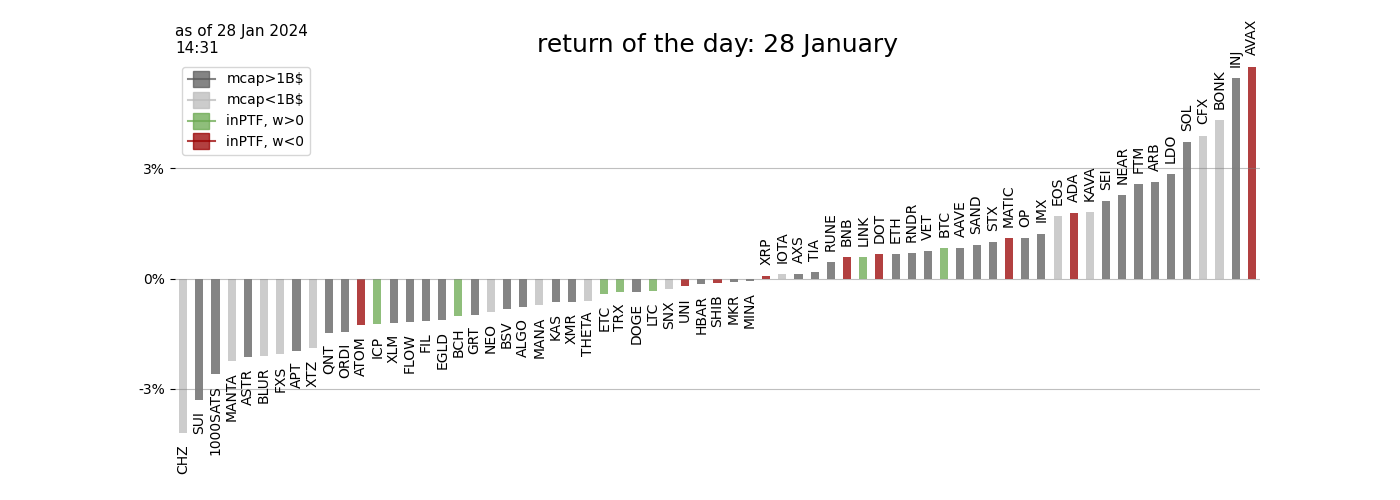 as of 28 Jan 2024
14:31
return of the day: 28 January
mcap>1B$
mcap<1B$
inPTF, w>0
inPTF, w<0
3%
0%
-3%
CHZ
SUI
1000SATS
MANTA
ASTR
BLUR
FXS
APT
XTZ
QNT
ORDI
ATOM
ICP
XLM
FLOW
FIL
EGLD
BCH
GRT
NEO
BSV
ALGO
MANA
KAS
XMR
THETA
ETC
TRX
DOGE
LTC
SNX
UNI
HBAR
SHIB
MKR
MINA
XRP
IOTA
AXS
TIA
RUNE
BNB
LINK
DOT
ETH
RNDR
VET
BTC
AAVE
SAND
STX
MATIC
OP
IMX
EOS
ADA
KAVA
SEI
NEAR
FTM
ARB
LDO
SOL
CFX
BONK
INJ
AVAX